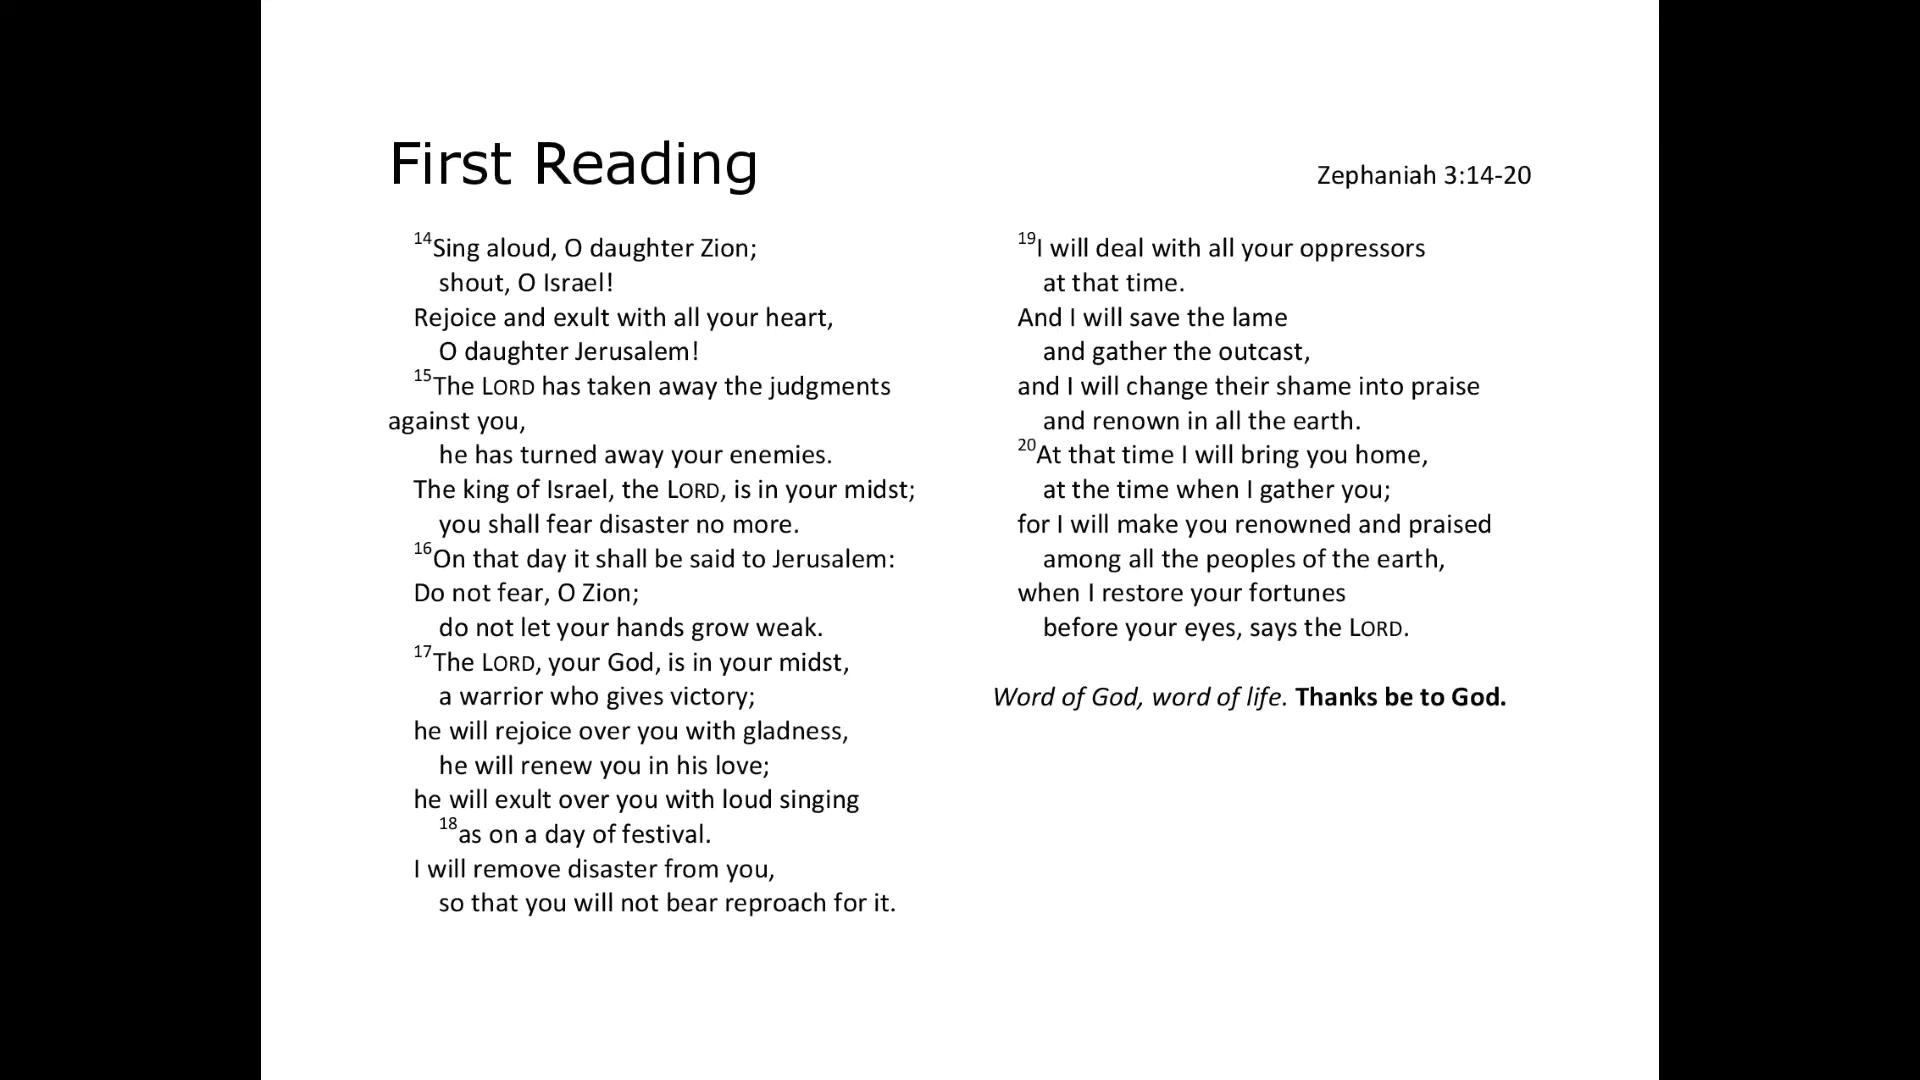 First Reading
Zephaniah 3:14-20
14Sing aloud, O daughter Zion;
shout, O Israel!
Rejoice and exult with all your heart,
O daughter Jerusalem!
15The LORD has taken away the judgments
against you,
he has turned away your enemies.
The king of Israel, the LORD, is in your midst;
you shall fear disaster no more.
16On that day it shall be said to Jerusalem:
Do not fear, O Zion;
do not let your hands grow weak.
17The LORD, your God, is in your midst,
a warrior who gives victory;
he will rejoice over you with gladness,
he will renew you in his love;
he will exult over you with loud singing
18as on a day of festival.
I will remove disaster from you,
so that you will not bear reproach for it.
19I will deal with all your oppressors
at that time.
And I will save the lame
and gather the outcast,
and I will change their shame into praise
and renown in all the earth.
20At that time I will bring you home,
at the time when I gather you;
for I will make you renowned and praised
among all the peoples of the earth,
when I restore your fortunes
before your eyes, says the LORD.
Word of God, word of life. Thanks be to God.